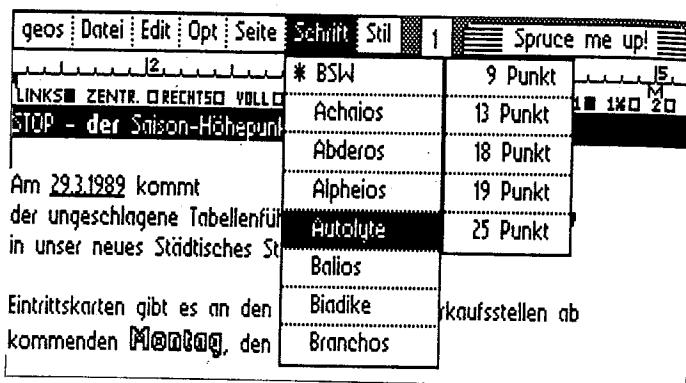 geos Datei Edit Opt Seite Schrift Stil 1 Spruce me up!
2 5
LINKS ZENTR. RECHTS VOLL 1 1½ 2
STOP - der Saison-Höhepunk
Am 29.3.1989 kommt
der ungeschlagene Tabellenfüh
in unser neues Städtisches St
Eintrittskarten gibt es an den rkaufsstellen ab
kommenden Montag, den
* BSW
Achaios
Abderos
Alpheios
Autolyte
Balios
Biadike
Branchos
9 Punkt
13 Punkt
18 Punkt
19 Punkt
25 Punkt